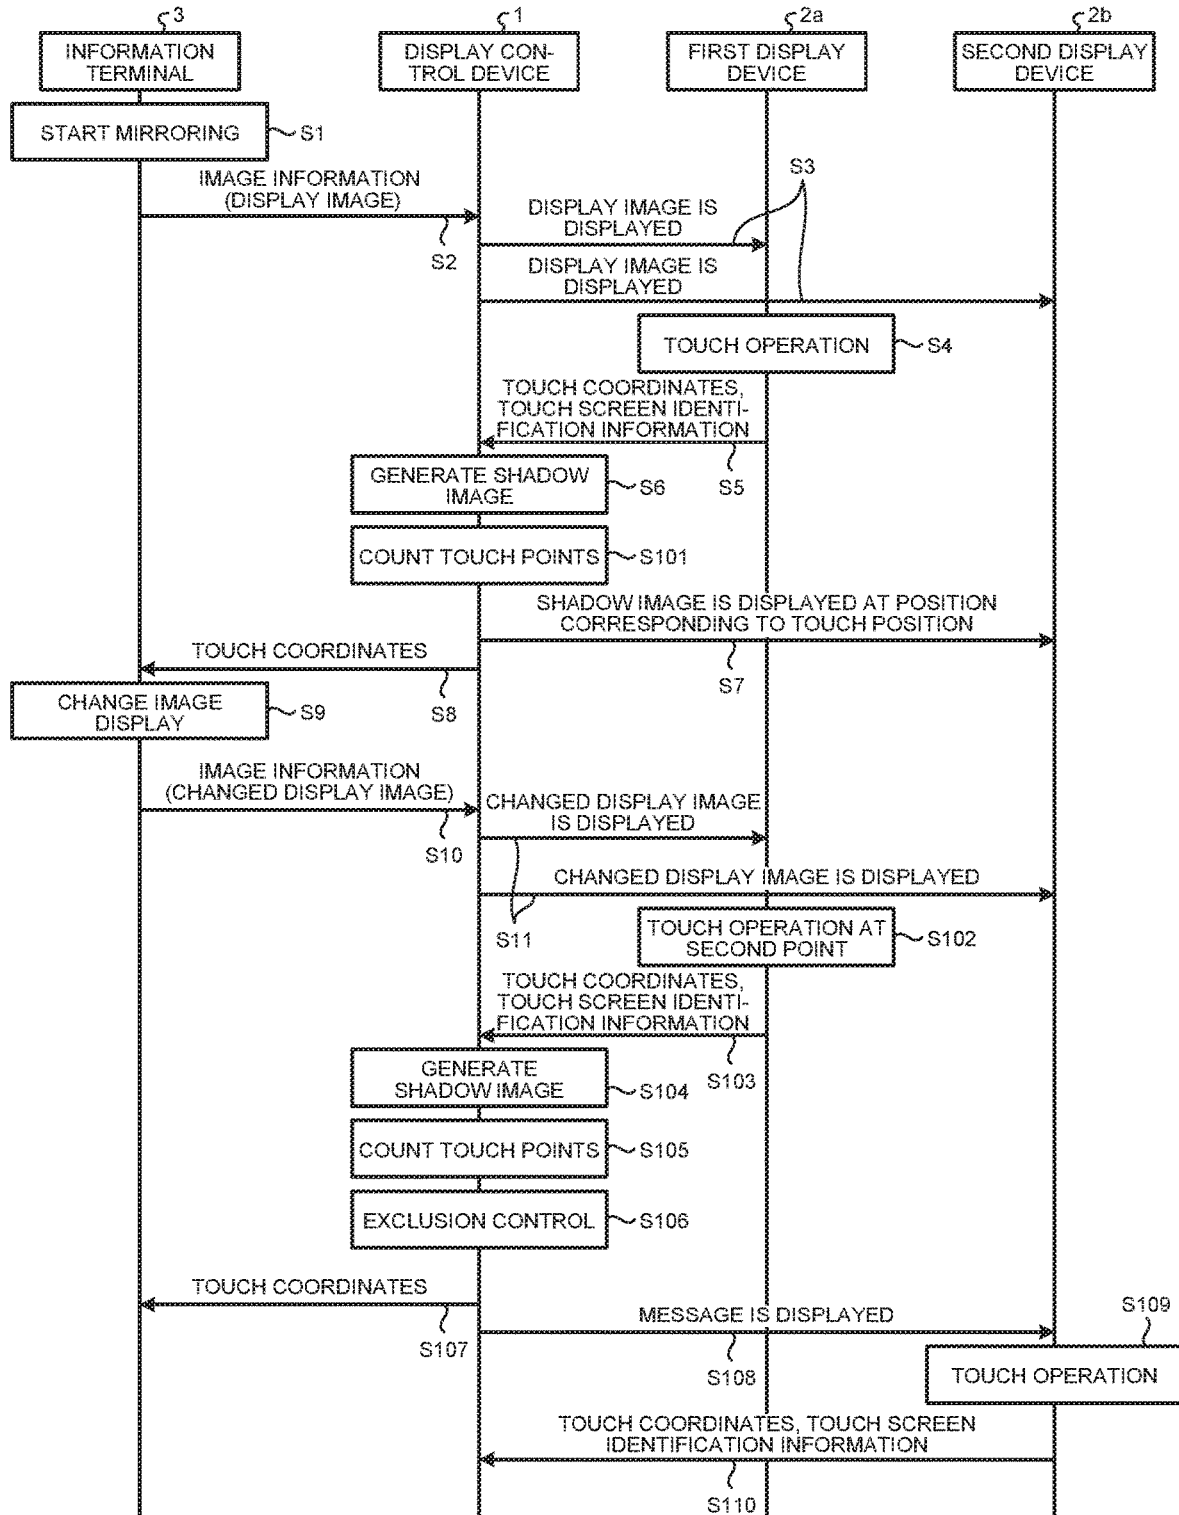 3
1
2a
2b
INFORMATION
TERMINAL
DISPLAY CON-
TROL DEVICE
FIRST DISPLAY
DEVICE
SECOND DISPLAY
DEVICE
START MIRRORING
S1
IMAGE INFORMATION
(DISPLAY IMAGE)
S2
S3
DISPLAY IMAGE IS
DISPLAYED
DISPLAY IMAGE IS
DISPLAYED
TOUCH OPERATION
S4
TOUCH COORDINATES,
TOUCH SCREEN IDENTI-
FICATION INFORMATION
S5
GENERATE SHADOW
IMAGE
S6
COUNT TOUCH POINTS
S101
SHADOW IMAGE IS DISPLAYED AT POSITION
CORRESPONDING TO TOUCH POSITION
S7
TOUCH COORDINATES
S8
CHANGE IMAGE
DISPLAY
S9
IMAGE INFORMATION
(CHANGED DISPLAY IMAGE)
S10
CHANGED DISPLAY IMAGE
IS DISPLAYED
CHANGED DISPLAY IMAGE IS DISPLAYED
S11
TOUCH OPERATION AT
SECOND POINT
S102
TOUCH COORDINATES,
TOUCH SCREEN IDENTI-
FICATION INFORMATION
S103
GENERATE
SHADOW IMAGE
S104
COUNT TOUCH POINTS
S105
EXCLUSION CONTROL
S106
TOUCH COORDINATES
S107
MESSAGE IS DISPLAYED
S108
S109
TOUCH OPERATION
TOUCH COORDINATES, TOUCH SCREEN
IDENTIFICATION INFORMATION
S110